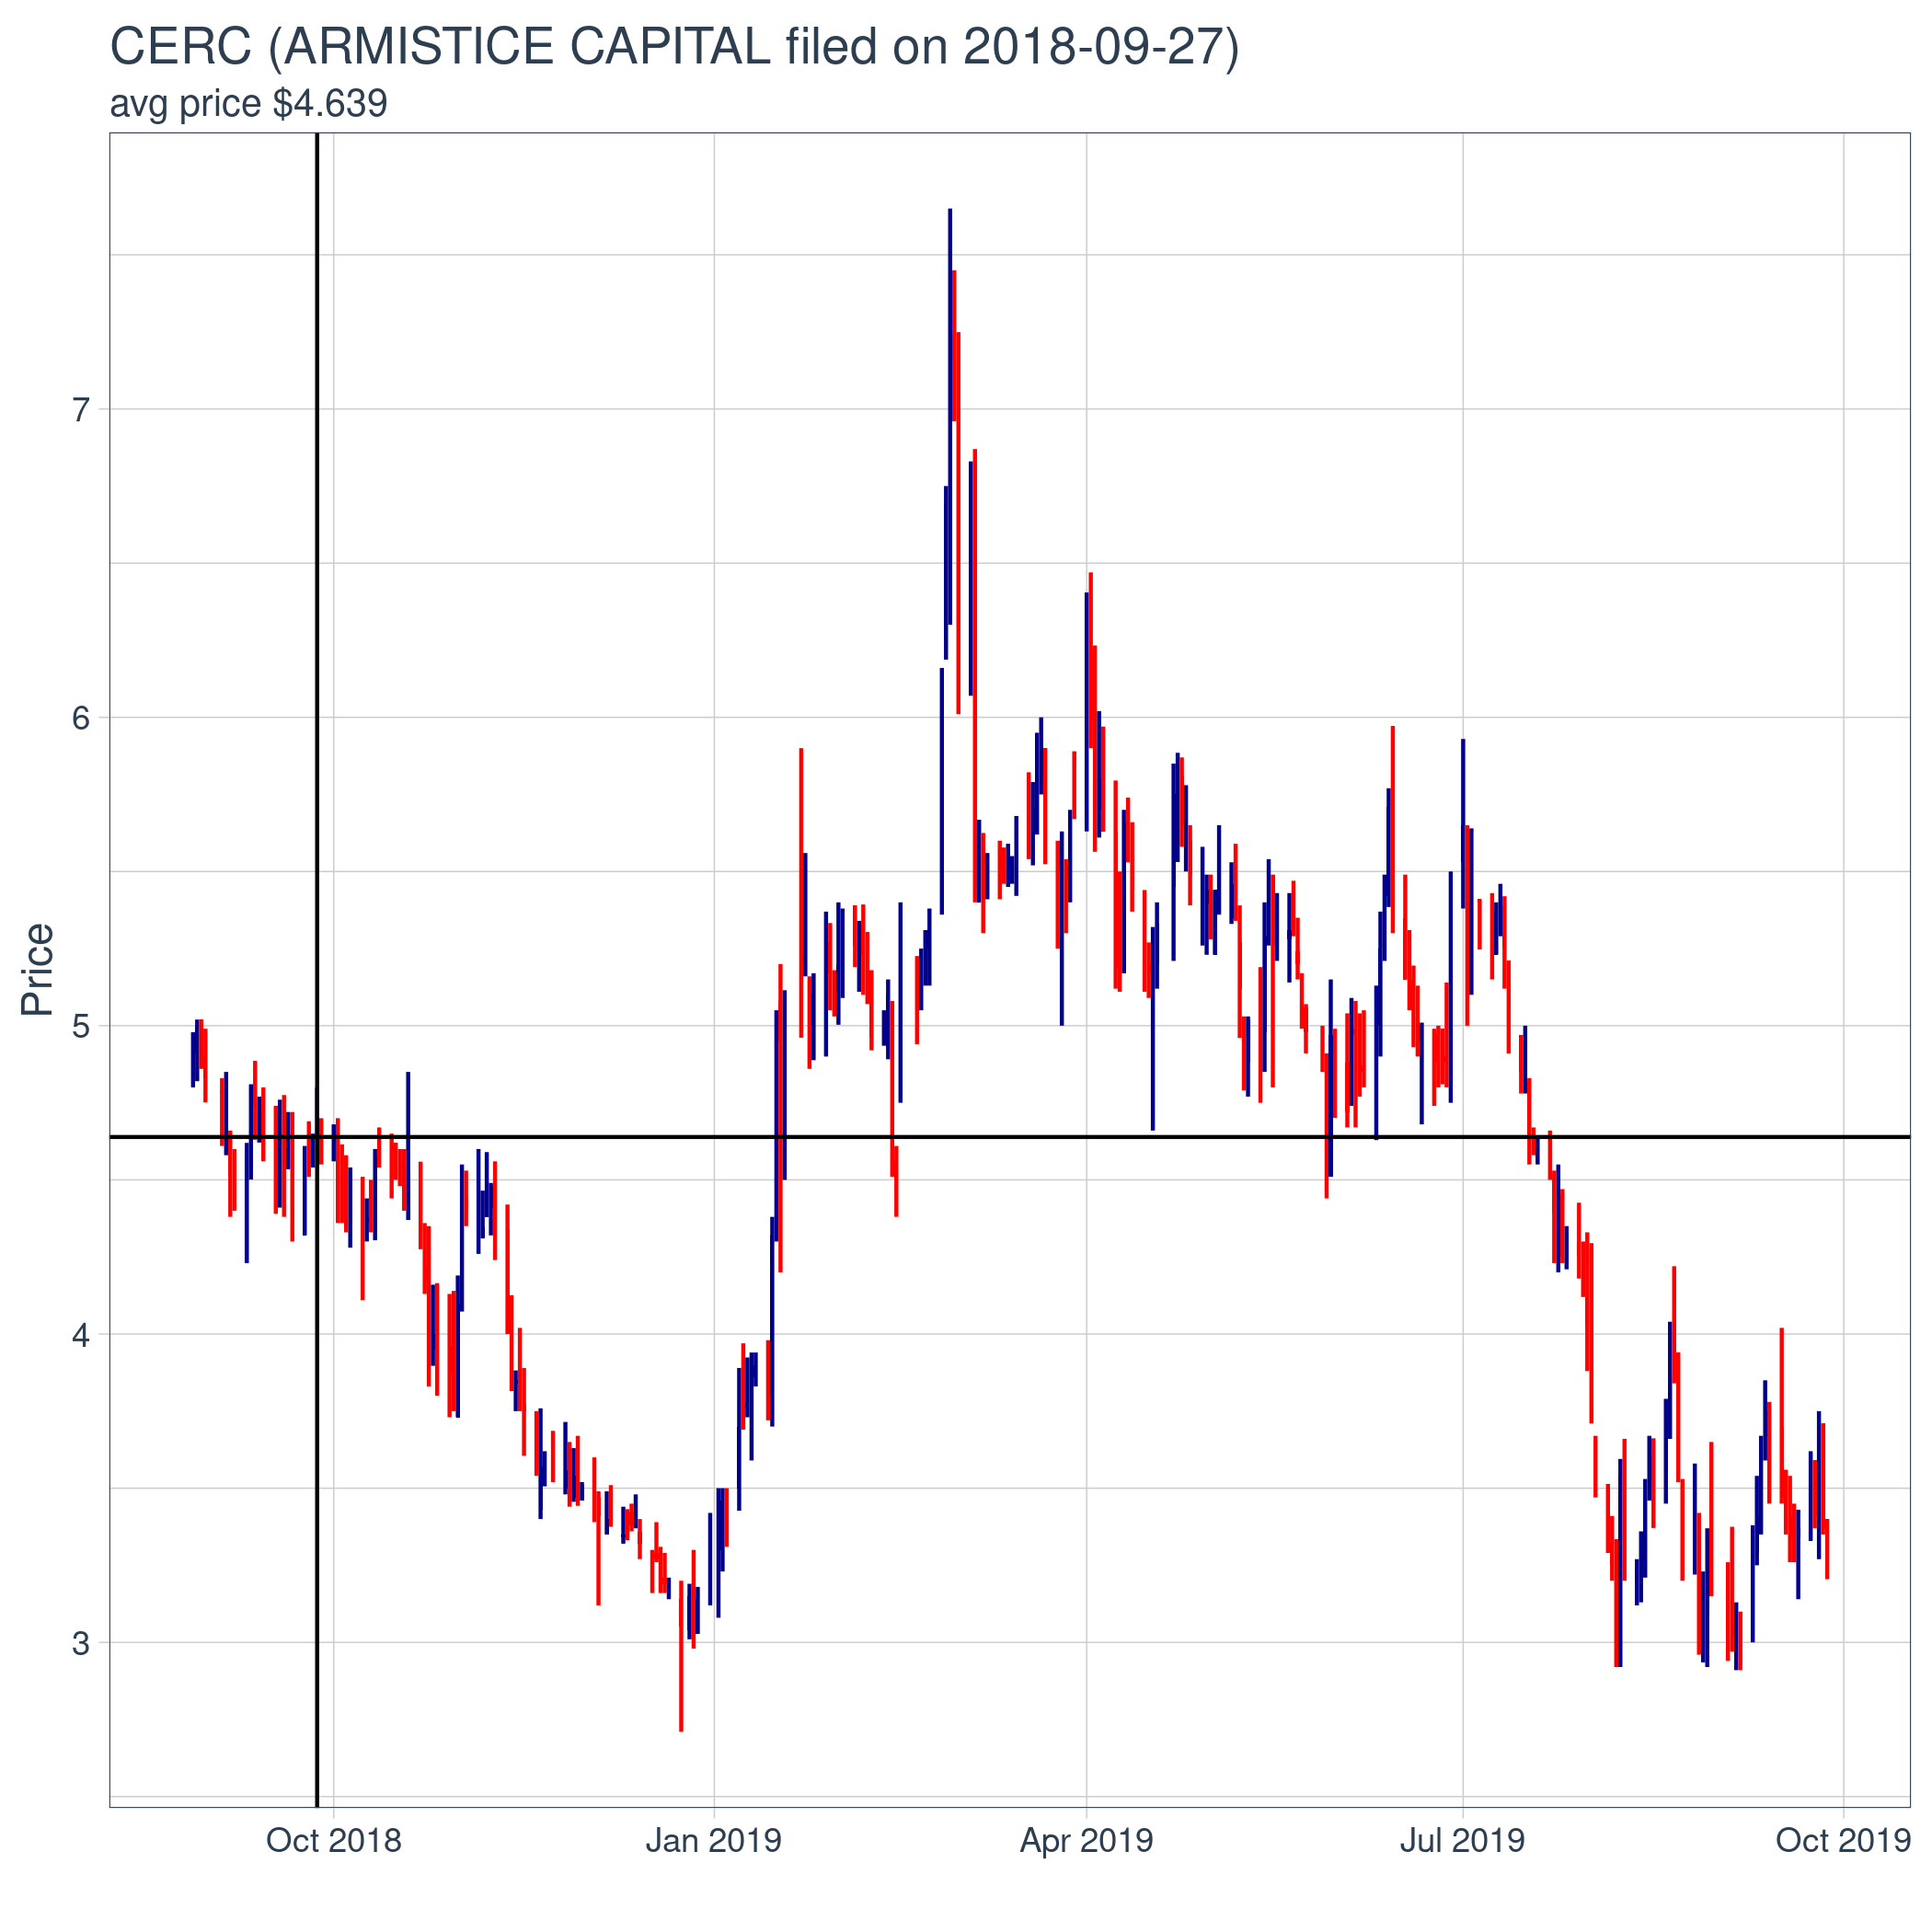 CERC (ARMISTICE CAPITAL filed on 2018-09-27)
avg price $4.639
Price
7
6
5
4
3
Oct 2018
Jan 2019
Apr 2019
Jul 2019
Oct 2019